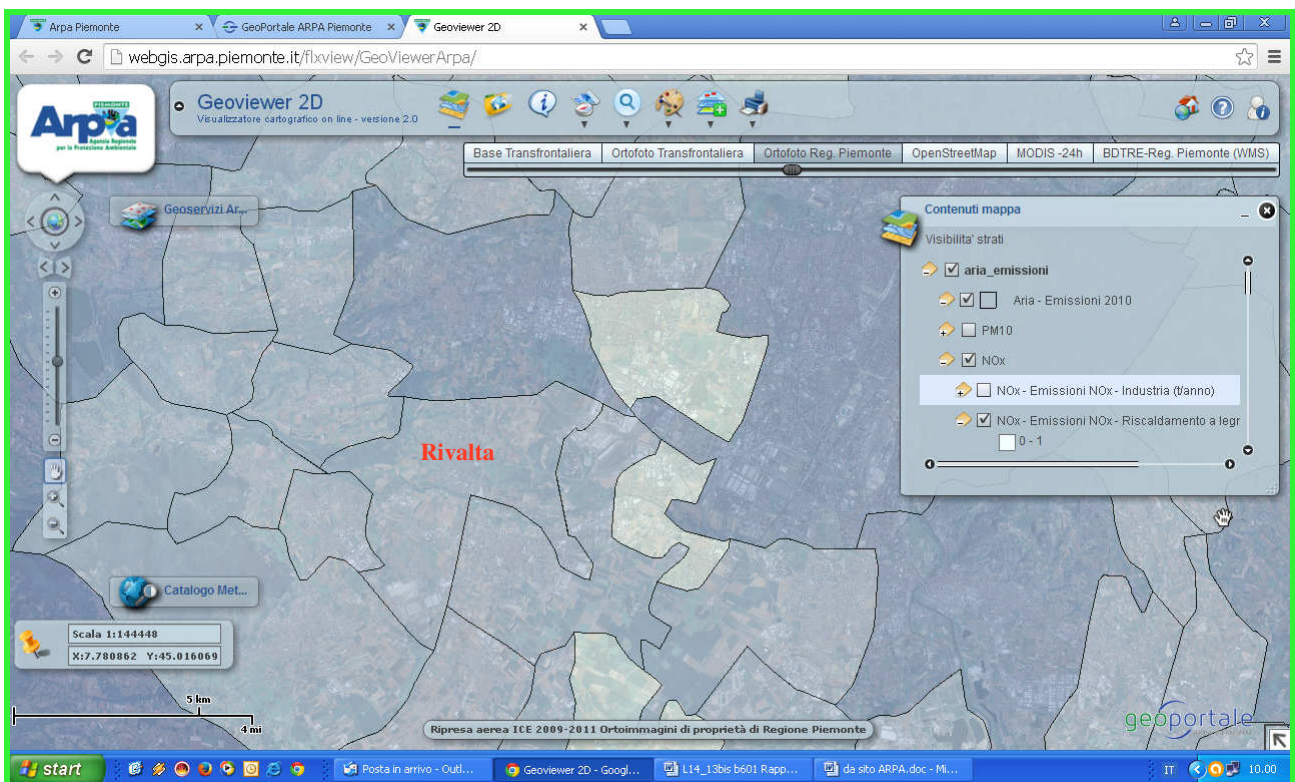 Arpa Piemonte
GeoPortale ARPA Piemonte
Geoviewer 2D
webgis.arpa.piemonte.it/flxview/GeoViewerArpa/
PIEMONTE
Arpa
Agenzia Regionale
per la Protezione Ambientale
Geoviewer 2D
Visualizzatore cartografico on line - versione 2.0
Base Transfrontaliera
Ortofoto Transfrontaliera
Ortofoto Reg. Piemonte
OpenStreetMap
MODIS -24h
BDTRE-Reg. Piemonte (WMS)
Geoservizi Ar...
Contenuti mappa
Visibilita' strati
aria_emissioni
Aria - Emissioni 2010
PM10
NOx
NOx - Emissioni NOx - Industria (t/anno)
NOx - Emissioni NOx - Riscaldamento a legr
0 - 1
Rivalta
Catalogo Met...
Scala 1:144448
X:7.780862 Y:45.016069
5 km
4 mi
Ripresa aerea ICE 2009-2011 Ortoimmagini di proprietà di Regione Piemonte
geoportale
start
Posta in arrivo - Outl...
Geoviewer 2D - Googl...
L14_13bis b601 Rapp...
da sito ARPA.doc - Mi...
IT
10.00